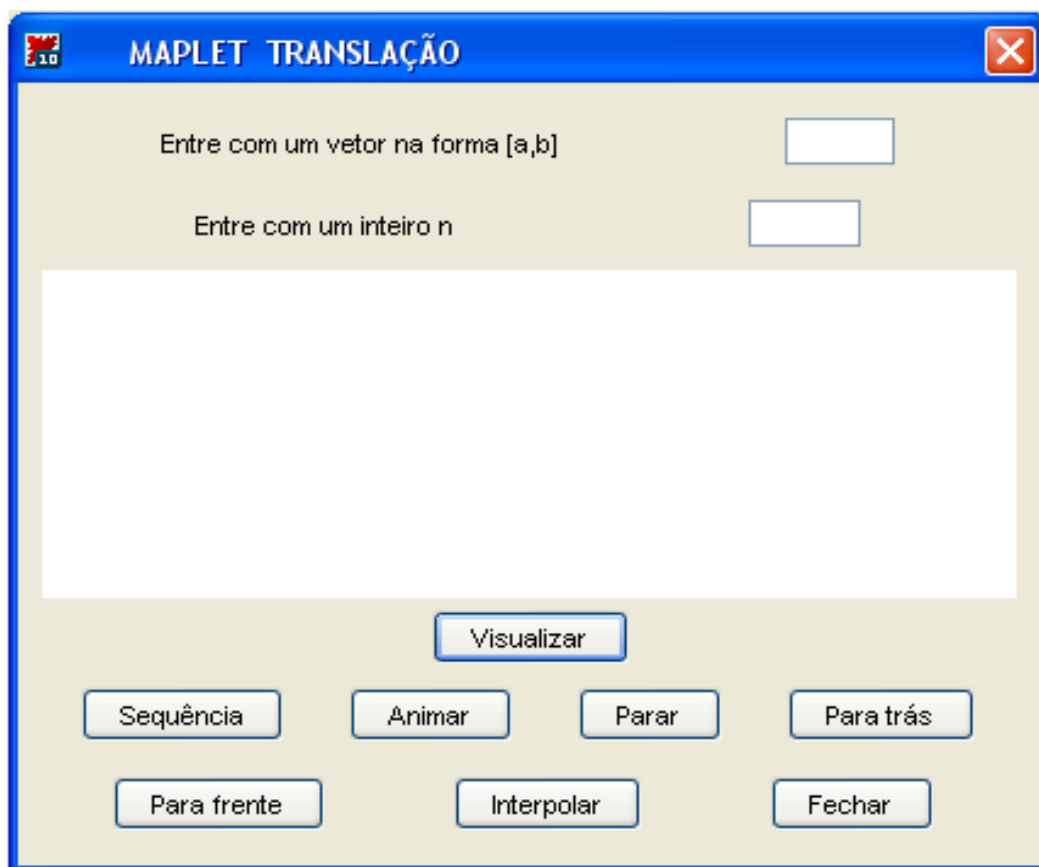 10
MAPLET TRANSLAÇÃO
Entre com um vetor na forma [a,b]
Entre com um inteiro n
Visualizar
Sequência Animar Parar Para trás
Para frente Interpolar Fechar